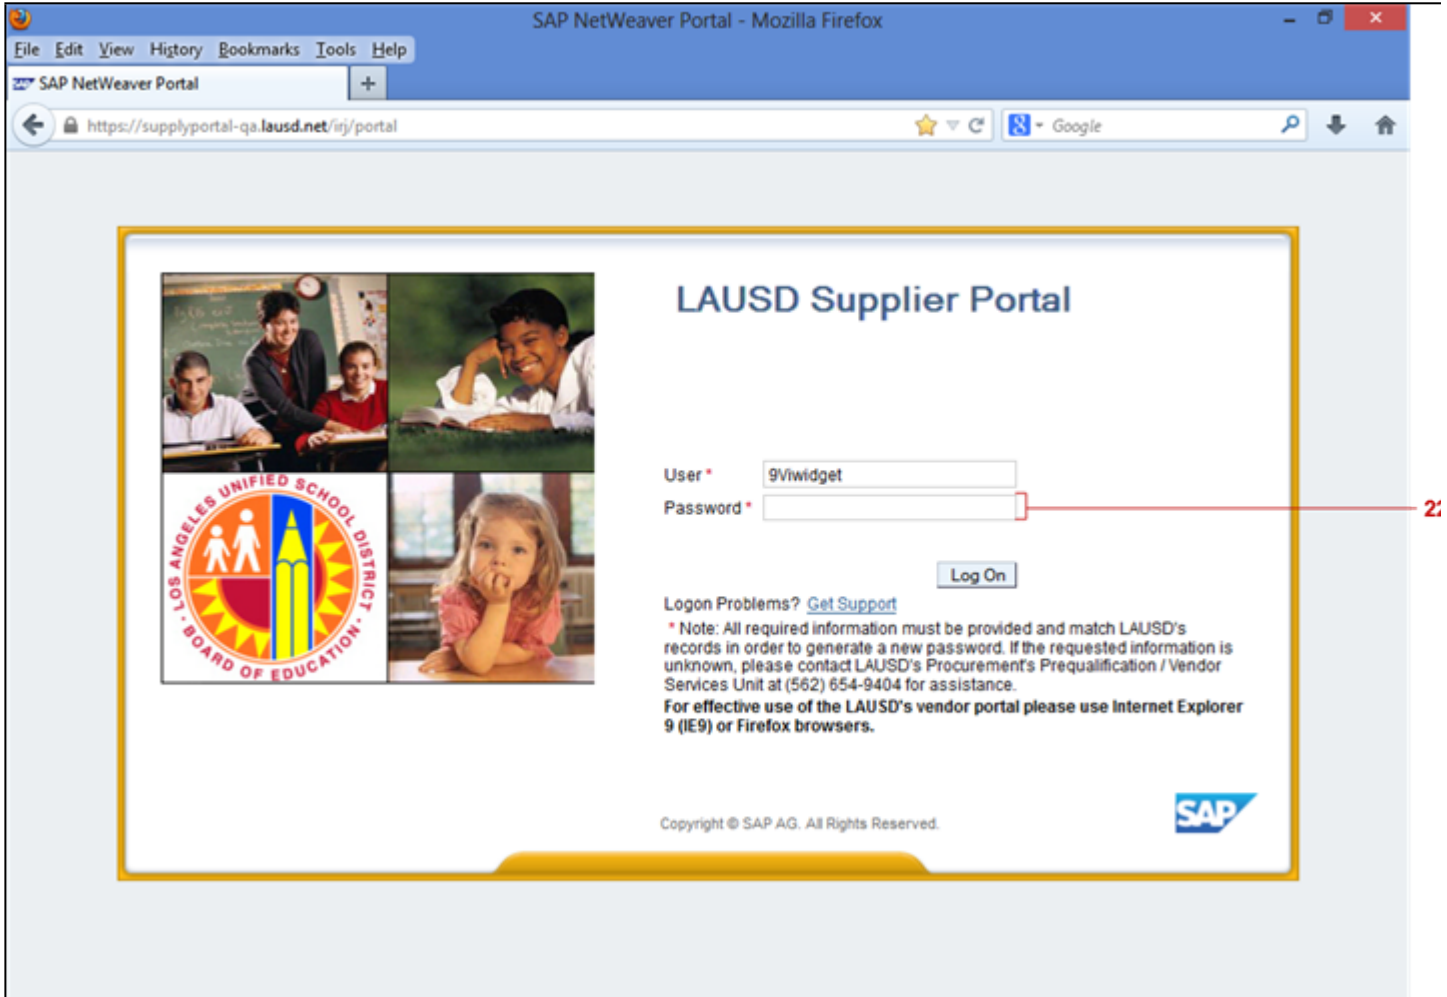 SAP NetWeaver Portal - Mozilla Firefox
File Edit View History Bookmarks Tools Help
SAP NetWeaver Portal
https://supplyportal-qa.lausd.net/irj/portal
Google
LAUSD Supplier Portal
User *
9Viwidget
Password *
22
Log On
Logon Problems? Get Support
* Note: All required information must be provided and match LAUSD's
records in order to generate a new password. If the requested information is
unknown, please contact LAUSD's Procurement's Prequalification / Vendor
Services Unit at (562) 654-9404 for assistance.
For effective use of the LAUSD's vendor portal please use Internet Explorer
9 (IE9) or Firefox browsers.
LOS ANGELES UNIFIED SCHOOL DISTRICT
BOARD OF EDUCATION
Copyright © SAP AG. All Rights Reserved.
SAP